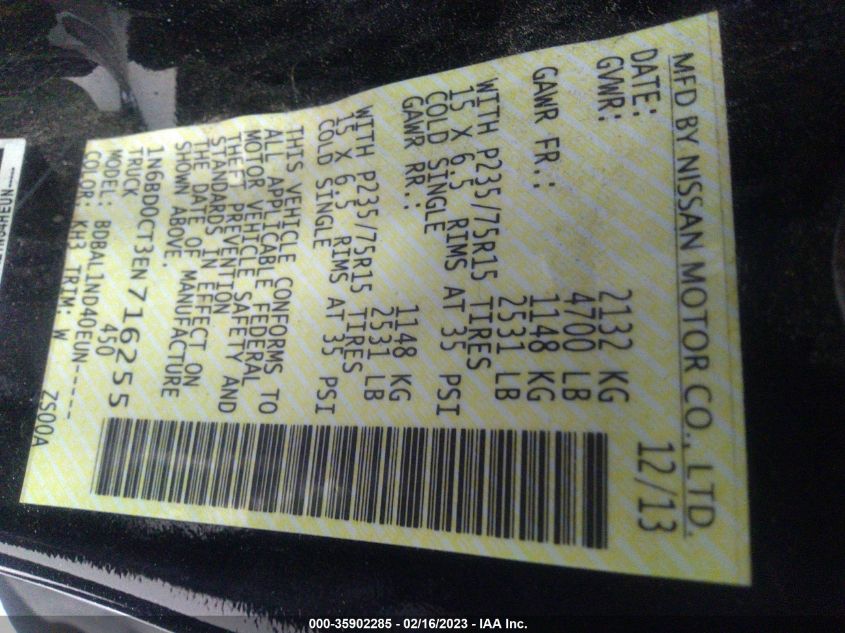 MFD BY NISSAN MOTOR CO., LTD.
DATE: 12/13
GVWR: 2132 KG
4700 LB
GAWR FR.: 1148 KG
2531 LB
WITH P235/75R15 TIRES
15 X 6.5 RIMS AT 35 PSI
COLD SINGLE
GAWR RR.: 1148 KG
2531 LB
WITH P235/75R15 TIRES
15 X 6.5 RIMS AT 35 PSI
COLD SINGLE
THIS VEHICLE CONFORMS TO
ALL APPLICABLE FEDERAL
MOTOR VEHICLE SAFETY AND
THEFT PREVENTION
STANDARDS IN EFFECT ON
THE DATE OF MANUFACTURE
SHOWN ABOVE.
1N6BD0CT3EN716255
TRUCK 450
MODEL: BDBAL1ND40EUN-----
COLOR: KH3 TRIM: W ZS00A
000-35902285 - 02/16/2023 - IAA Inc.